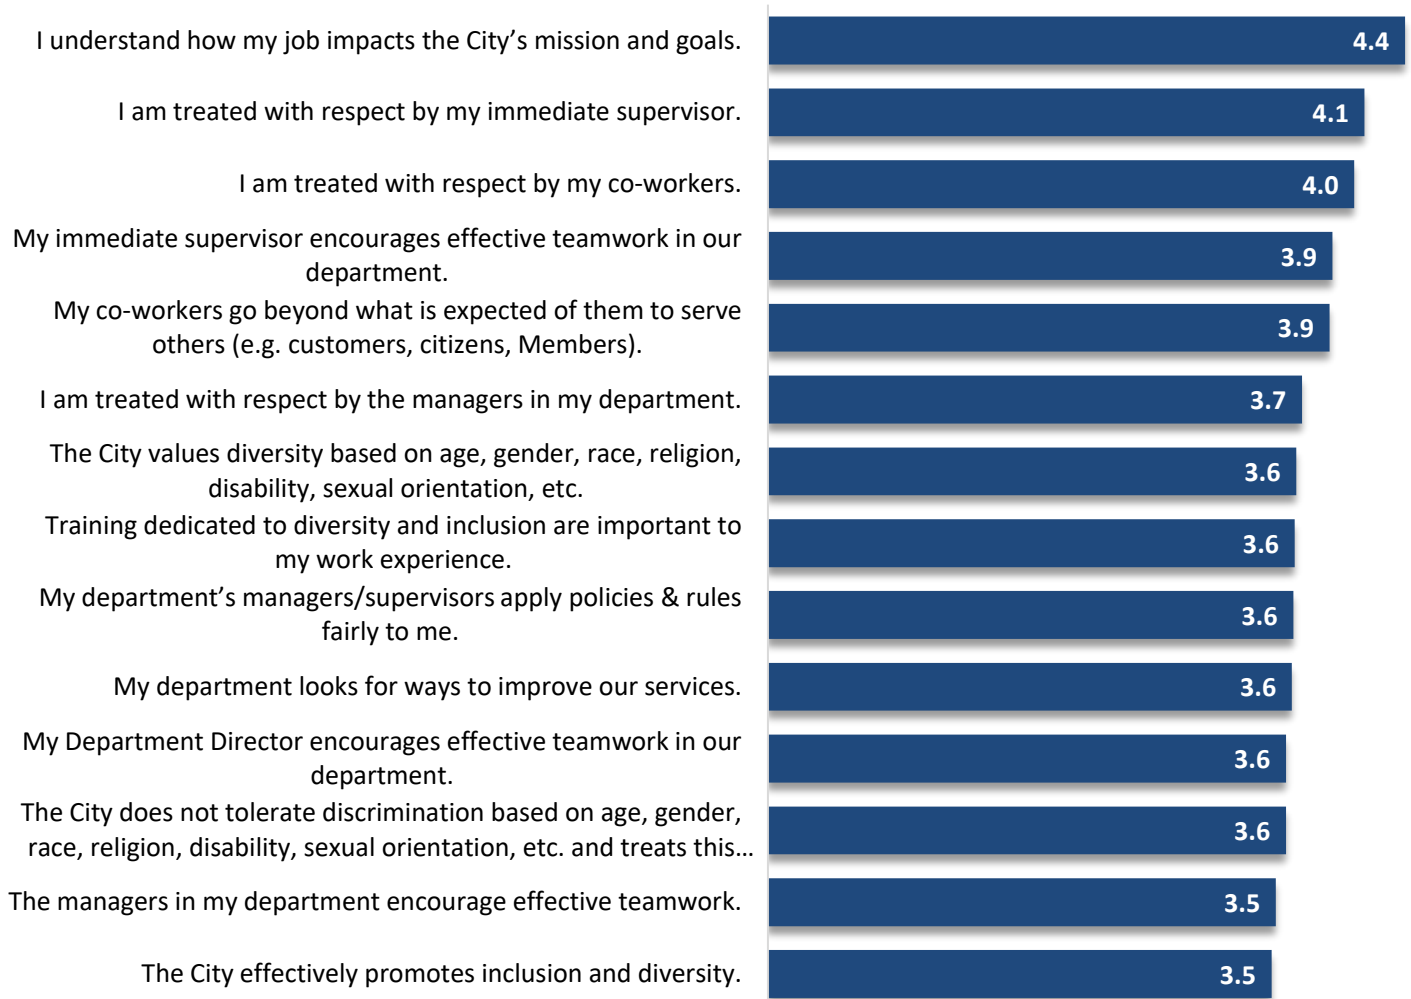 I understand how my job impacts the City’s mission and goals.
4.4
I am treated with respect by my immediate supervisor.
4.1
I am treated with respect by my co-workers.
4.0
My immediate supervisor encourages effective teamwork in our
department.
3.9
My co-workers go beyond what is expected of them to serve
others (e.g. customers, citizens, Members).
3.9
I am treated with respect by the managers in my department.
3.7
The City values diversity based on age, gender, race, religion,
disability, sexual orientation, etc.
3.6
Training dedicated to diversity and inclusion are important to
my work experience.
3.6
My department’s managers/supervisors apply policies & rules
fairly to me.
3.6
My department looks for ways to improve our services.
3.6
My Department Director encourages effective teamwork in our
department.
3.6
The City does not tolerate discrimination based on age, gender,
race, religion, disability, sexual orientation, etc. and treats this…
3.6
The managers in my department encourage effective teamwork.
3.5
The City effectively promotes inclusion and diversity.
3.5